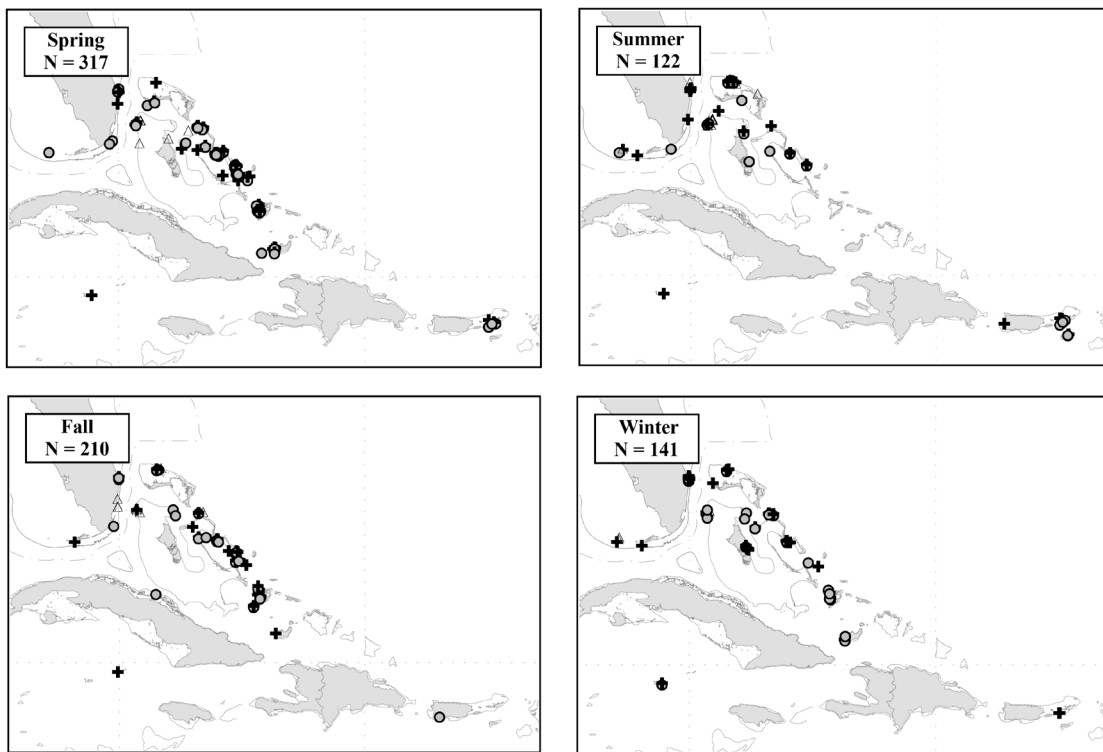 Spring
N = 317
Summer
N = 122
Fall
N = 210
Winter
N = 141